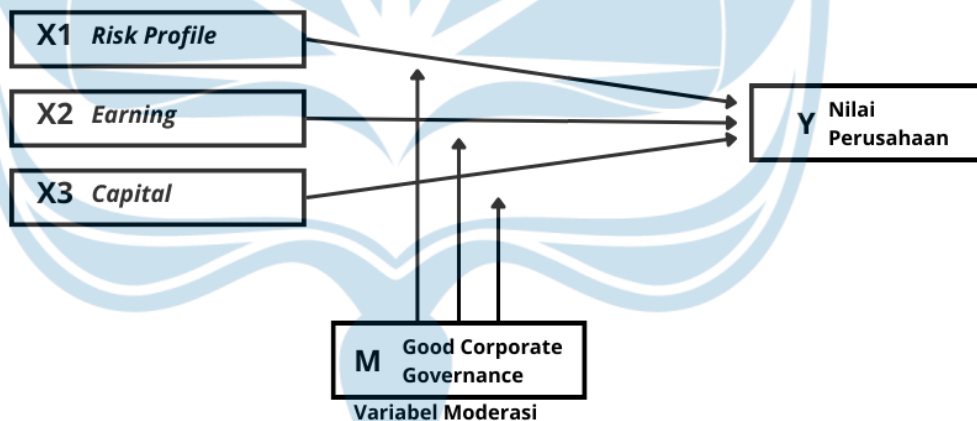 X1 Risk Profile
X2 Earning
X3 Capital
Y Nilai
Perusahaan
M Good Corporate
Governance
Variabel Moderasi